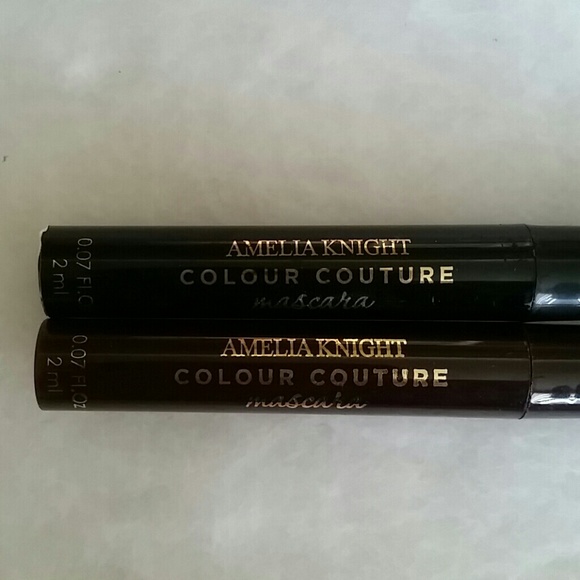 AMELIA KNIGHT
COLOUR COUTURE
mascara
0.07 Fl.O
2 ml
AMELIA KNIGHT
COLOUR COUTURE
mascara
0.07 Fl.Oz
2 ml